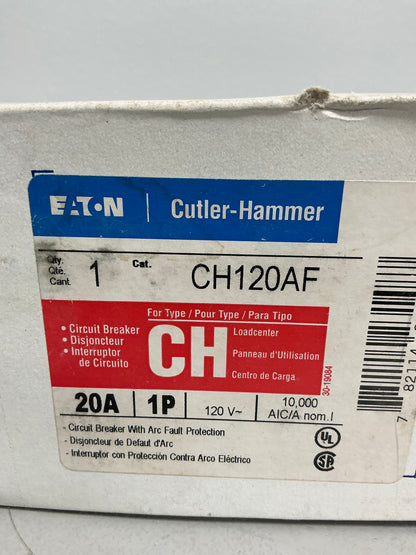 EATON | Cutler-Hammer
Qty.
Qté.
Cant.
1
Cat.
CH120AF
For Type / Pour Type / Para Tipo
• Circuit Breaker
• Disjoncteur
• Interruptor
de Circuito
CH
Loadcenter
Panneau d'Utilisation
Centro de Carga
30-19084
20A
1P
120 V~
10,000
AIC/A nom.I
- Circuit Breaker With Arc Fault Protection
- Disjoncteur de Defaut d'Arc
- Interruptor con Protección Contra Arco Eléctrico
UL
SP